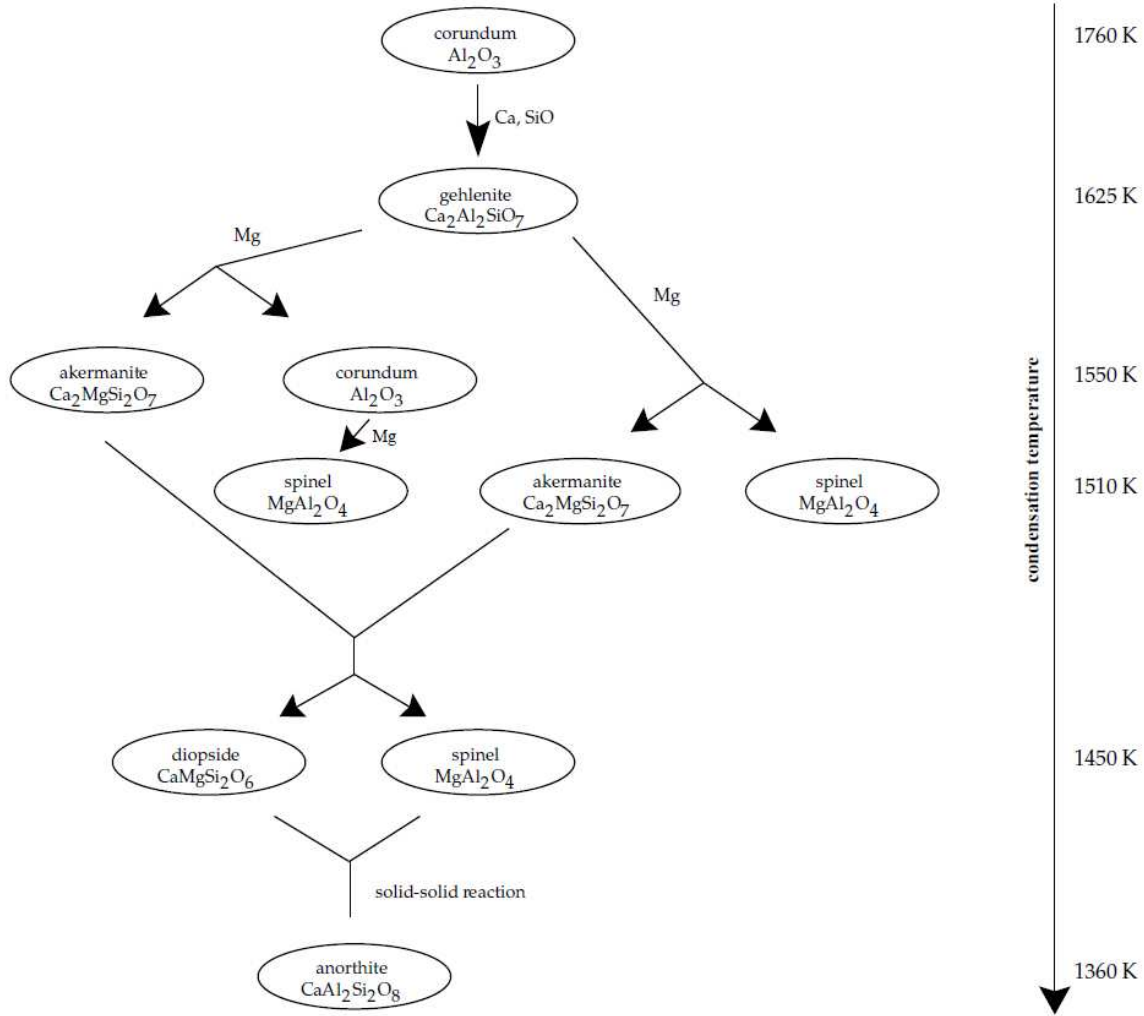 corundum
Al₂O₃
1760 K
Ca, SiO
gehlenite
Ca₂Al₂SiO₇
1625 K
Mg
Mg
akermanite
Ca₂MgSi₂O₇
corundum
Al₂O₃
1550 K
Mg
spinel
MgAl₂O₄
akermanite
Ca₂MgSi₂O₇
spinel
MgAl₂O₄
1510 K
condensation temperature
diopside
CaMgSi₂O₆
spinel
MgAl₂O₄
1450 K
solid-solid reaction
anorthite
CaAl₂Si₂O₈
1360 K